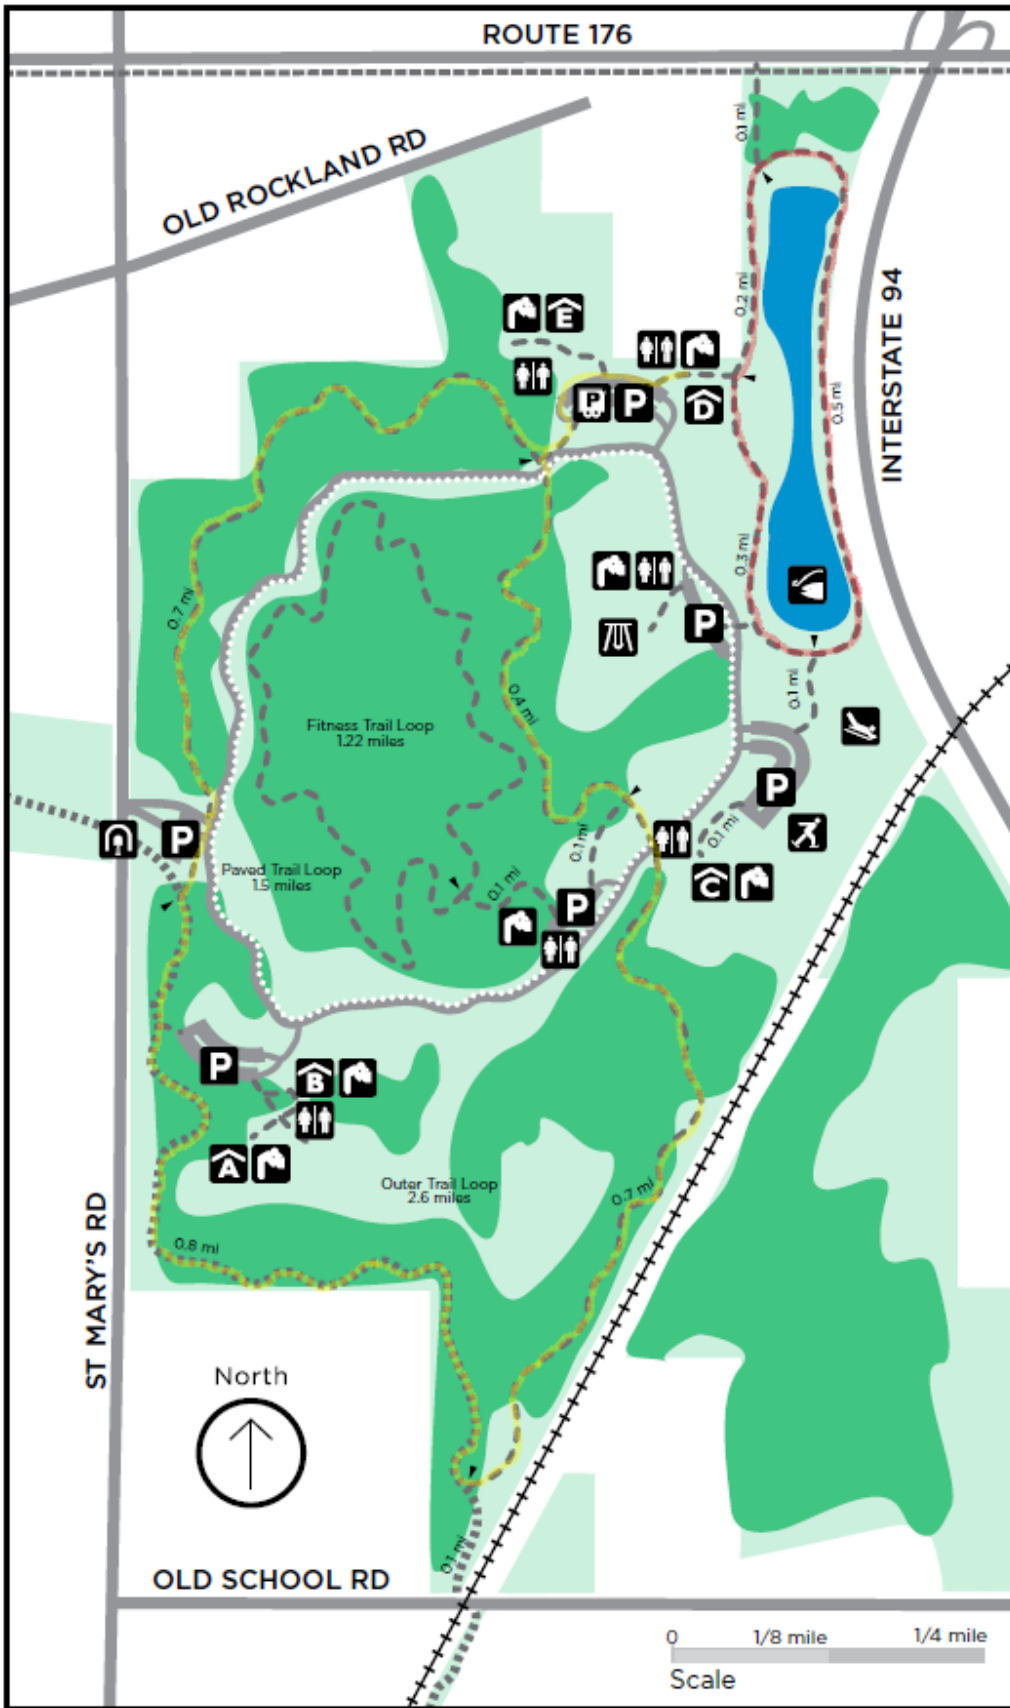 ROUTE 176
OLD ROCKLAND RD
0.1 mi
0.2 mi
INTERSTATE 94
E
P
P
D
0.5 mi
0.3 mi
0.7 mi
P
0.4 mi
0.1 mi
Fitness Trail Loop
1.22 miles
P
P
0.1 mi
0.1 mi
Paved Trail Loop
1.5 miles
0.1 mi
C
P
P
B
A
Outer Trail Loop
2.6 miles
0.7 mi
0.8 mi
ST MARY'S RD
North
0.1 mi
OLD SCHOOL RD
0 1/8 mile 1/4 mile
Scale